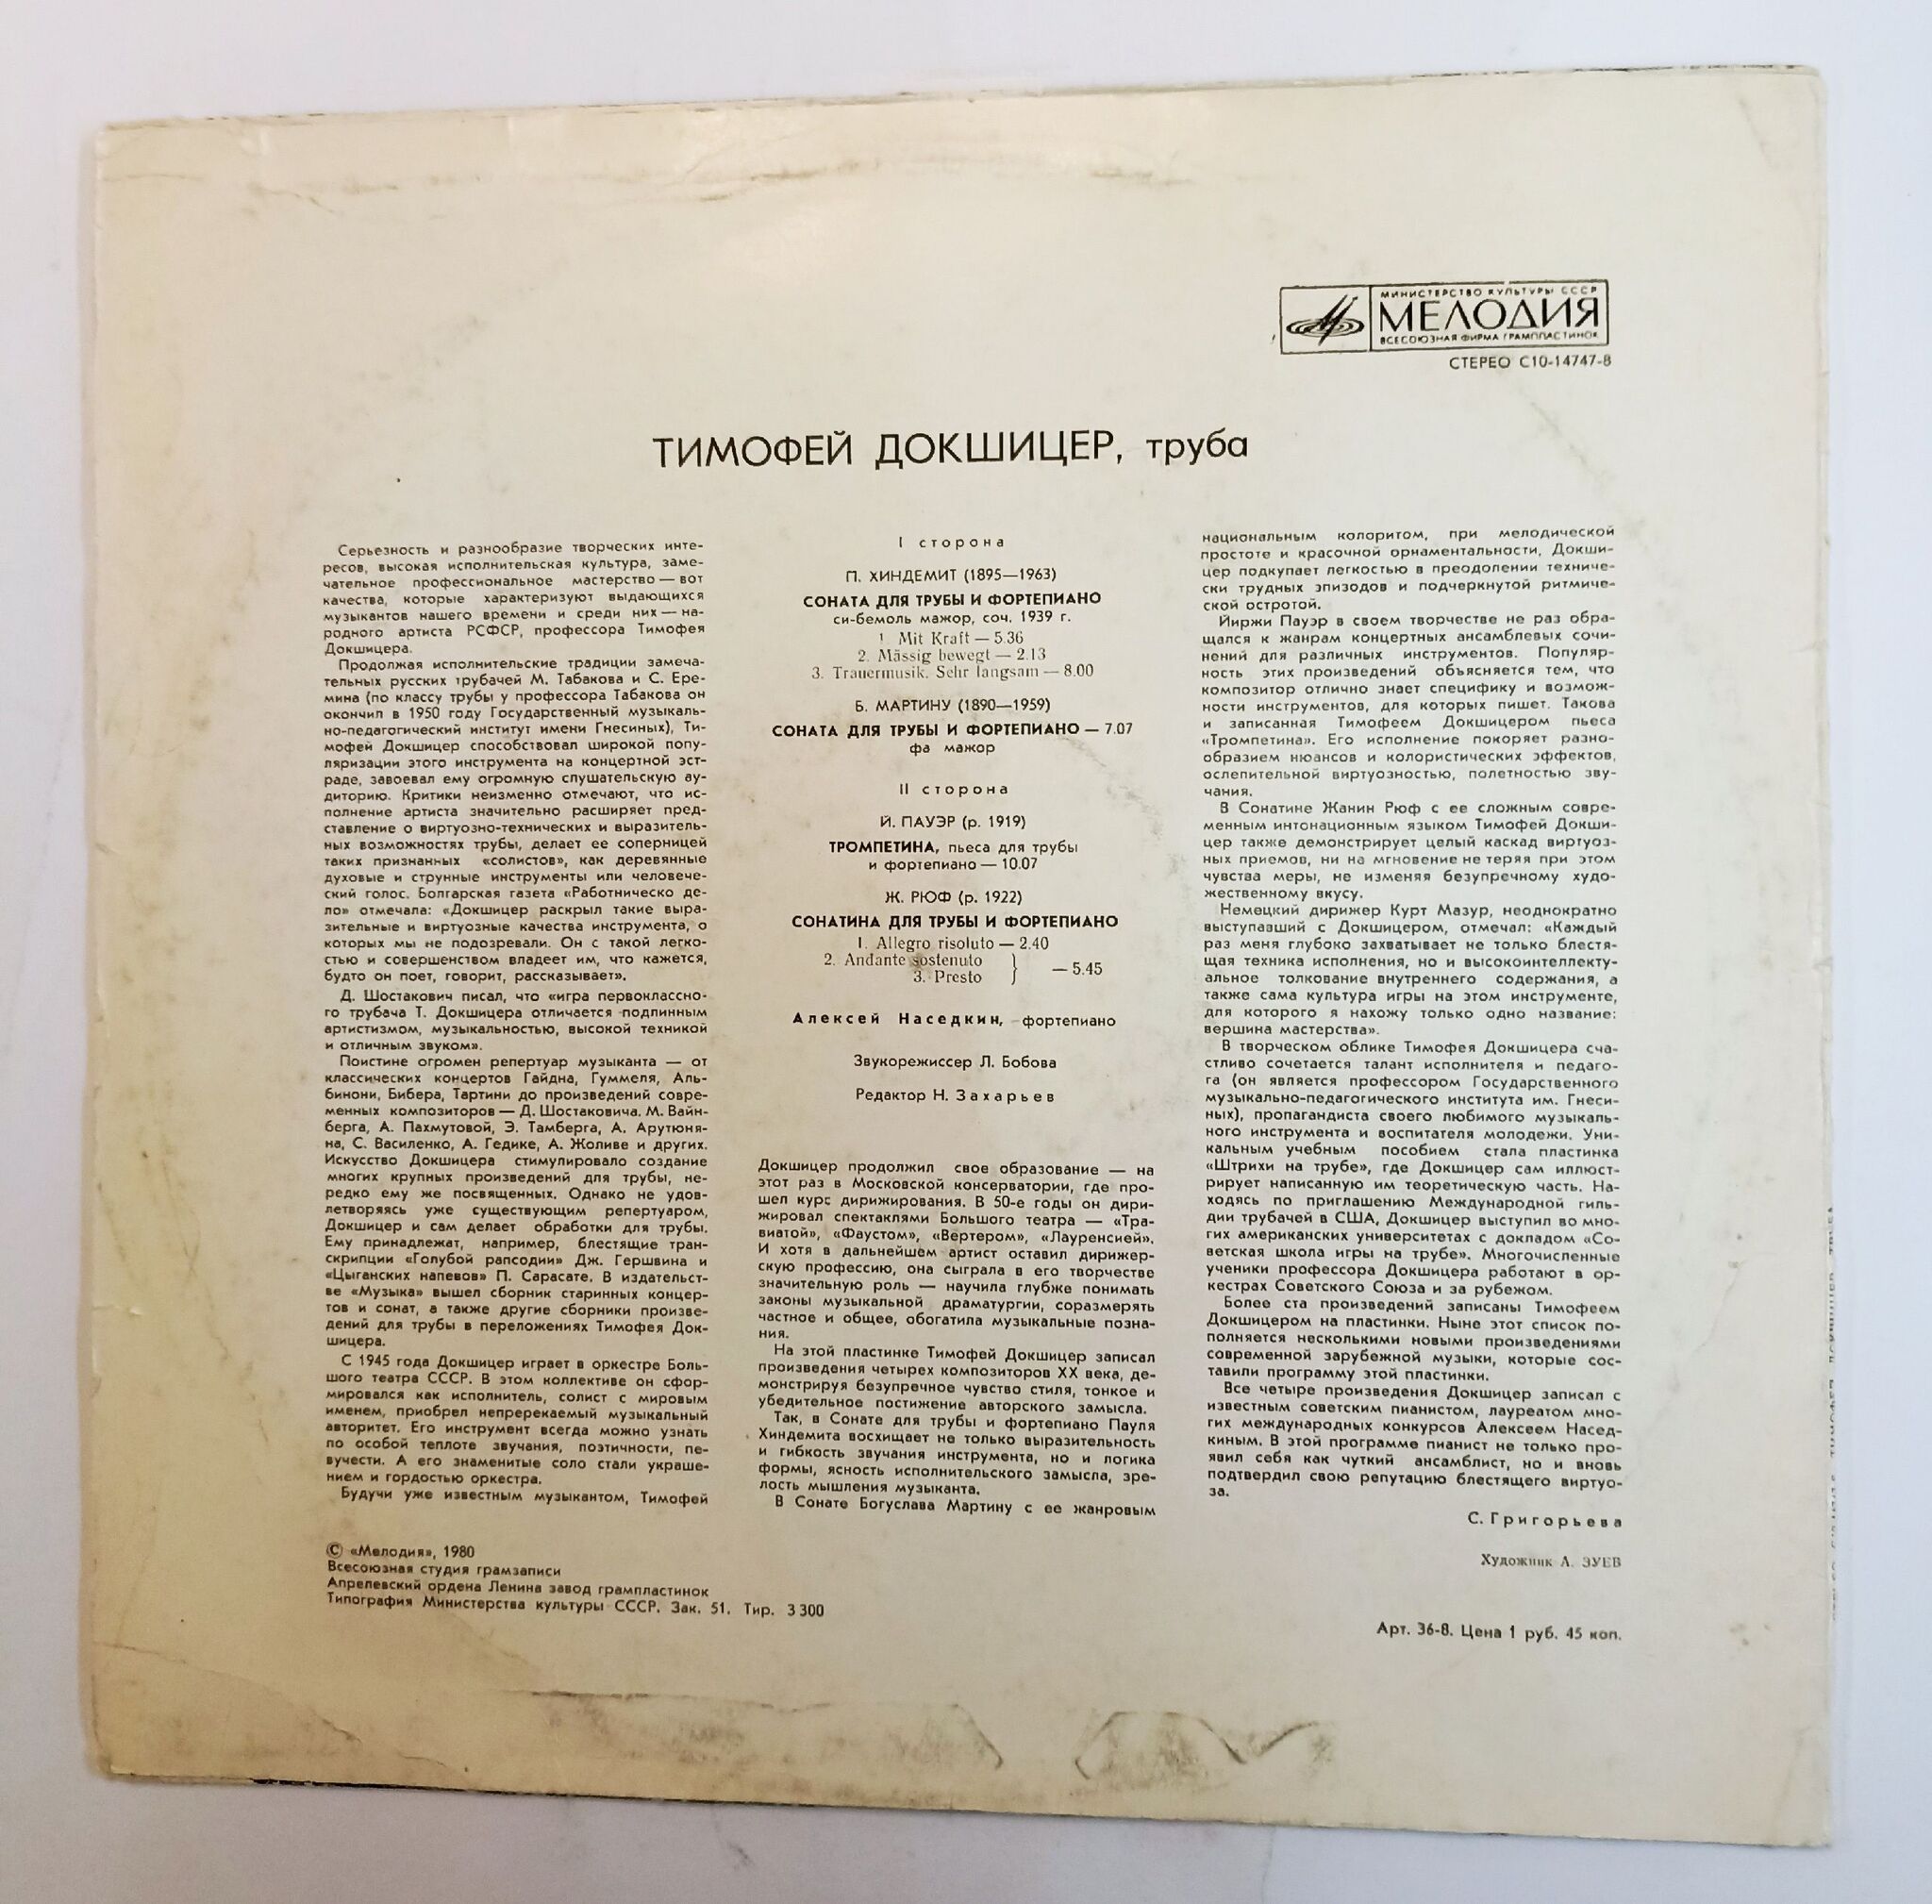 МИНИСТЕРСТВО КУЛЬТУРЫ СССР
МЕЛОДИЯ
ВСЕСОЮЗНАЯ ФИРМА ГРАМПЛАСТИНОК
СТЕРЕО С10-14747-8
ТИМОФЕЙ ДОКШИЦЕР, труба
Серьезность и разнообразие творческих инте-
ресов, высокая исполнительская культура, заме-
чательное профессиональное мастерство — вот
качества, которые характеризуют выдающихся
музыкантов нашего времени и среди них — на-
родного артиста РСФСР, профессора Тимофея
Докшицера.
Продолжая исполнительские традиции замеча-
тельных русских трубачей М. Табакова и С. Ере-
мина (по классу трубы у профессора Табакова он
окончил в 1950 году Государственный музыкаль-
но-педагогический институт имени Гнесиных), Ти-
мофей Докшицер способствовал широкой попу-
ляризации этого инструмента на концертной эст-
раде, завоевал ему огромную слушательскую ау-
диторию. Критики неизменно отмечают, что ис-
полнение артиста значительно расширяет пред-
ставление о виртуозно-технических и выразитель-
ных возможностях трубы, делает ее соперницей
таких признанных «солистов», как деревянные
духовые и струнные инструменты или человече-
ский голос. Болгарская газета «Работническо де-
ло» отмечала: «Докшицер раскрыл такие выра-
зительные и виртуозные качества инструмента, о
которых мы не подозревали. Он с такой легко-
стью и совершенством владеет им, что кажется,
будто он поет, говорит, рассказывает».
Д. Шостакович писал, что «игра первоклассно-
го трубача Т. Докшицера отличается подлинным
артистизмом, музыкальностью, высокой техникой
и отличным звуком».
Поистине огромен репертуар музыканта — от
классических концертов Гайдна, Гуммеля, Аль-
бинони, Бибера, Тартини до произведений совре-
менных композиторов — Д. Шостаковича. М. Вайн-
берга, А. Пахмутовой, Э. Тамберга, А. Арутюня-
на, С. Василенко, А. Гедике, А. Жоливе и других.
Искусство Докшицера стимулировало создание
многих крупных произведений для трубы, не-
редко ему же посвященных. Однако не удов-
летворяясь уже существующим репертуаром,
Докшицер и сам делает обработки для трубы.
Ему принадлежат, например, блестящие тран-
скрипции «Голубой рапсодии» Дж. Гершвина и
«Цыганских напевов» П. Сарасате. В издательст-
ве «Музыка» вышел сборник старинных концер-
тов и сонат, а также другие сборники произве-
дений для трубы в переложениях Тимофея Док-
шицера.
С 1945 года Докшицер играет в оркестре Боль-
шого театра СССР. В этом коллективе он сфор-
мировался как исполнитель, солист с мировым
именем, приобрел непререкаемый музыкальный
авторитет. Его инструмент всегда можно узнать
по особой теплоте звучания, поэтичности, пе-
вучести. А его знаменитые соло стали украше-
нием и гордостью оркестра.
Будучи уже известным музыкантом, Тимофей
I сторона
П. ХИНДЕМИТ (1895—1963)
СОНАТА ДЛЯ ТРУБЫ И ФОРТЕПИАНО
си-бемоль мажор, соч. 1939 г.
1. Mit Kraft — 5.36
2. Mässig bewegt — 2.13
3. Trauermusik. Sehr langsam — 8.00
Б. МАРТИНУ (1890—1959)
СОНАТА ДЛЯ ТРУБЫ И ФОРТЕПИАНО — 7.07
фа мажор
II сторона
Й. ПАУЭР (р. 1919)
ТРОМПЕТИНА, пьеса для трубы
и фортепиано — 10.07
Ж. РЮФ (р. 1922)
СОНАТИНА ДЛЯ ТРУБЫ И ФОРТЕПИАНО
1. Allegro risoluto — 2.40
2. Andante sostenuto
3. Presto } — 5.45
Алексей Наседкин, фортепиано
Звукорежиссер Л. Бобова
Редактор Н. Захарьев
Докшицер продолжил свое образование — на
этот раз в Московской консерватории, где про-
шел курс дирижирования. В 50-е годы он дири-
жировал спектаклями Большого театра — «Тра-
виатой», «Фаустом», «Вертером», «Лауренсией».
И хотя в дальнейшем артист оставил дирижер-
скую профессию, она сыграла в его творчестве
значительную роль — научила глубже понимать
законы музыкальной драматургии, соразмерять
частное и общее, обогатила музыкальные позна-
ния.
На этой пластинке Тимофей Докшицер записал
произведения четырех композиторов XX века, де-
монстрируя безупречное чувство стиля, тонкое и
убедительное постижение авторского замысла.
Так, в Сонате для трубы и фортепиано Пауля
Хиндемита восхищает не только выразительность
и гибкость звучания инструмента, но и логика
формы, ясность исполнительского замысла, зре-
лость мышления музыканта.
В Сонате Богуслава Мартину с ее жанровым
национальным колоритом, при мелодической
простоте и красочной орнаментальности, Докши-
цер подкупает легкостью в преодолении техниче-
ски трудных эпизодов и подчеркнутой ритмиче-
ской остротой.
Йиржи Пауэр в своем творчестве не раз обра-
щался к жанрам концертных ансамблевых сочи-
нений для различных инструментов. Популяр-
ность этих произведений объясняется тем, что
композитор отлично знает специфику и возмож-
ности инструментов, для которых пишет. Такова
и записанная Тимофеем Докшицером пьеса
«Тромпетина». Его исполнение покоряет разно-
образием нюансов и колористических эффектов,
ослепительной виртуозностью, полетностью зву-
чания.
В Сонатине Жанин Рюф с ее сложным совре-
менным интонационным языком Тимофей Докши-
цер также демонстрирует целый каскад виртуоз-
ных приемов, ни на мгновение не теряя при этом
чувства меры, не изменяя безупречному худо-
жественному вкусу.
Немецкий дирижер Курт Мазур, неоднократно
выступавший с Докшицером, отмечал: «Каждый
раз меня глубоко захватывает не только блестя-
щая техника исполнения, но и высокоинтеллекту-
альное толкование внутреннего содержания, а
также сама культура игры на этом инструменте,
для которого я нахожу только одно название:
вершина мастерства».
В творческом облике Тимофея Докшицера сча-
стливо сочетается талант исполнителя и педаго-
га (он является профессором Государственного
музыкально-педагогического института им. Гнеси-
ных), пропагандиста своего любимого музыкаль-
ного инструмента и воспитателя молодежи. Уни-
кальным учебным пособием стала пластинка
«Штрихи на трубе», где Докшицер сам иллюст-
рирует написанную им теоретическую часть. На-
ходясь по приглашению Международной гиль-
дии трубачей в США, Докшицер выступил во мно-
гих американских университетах с докладом «Со-
ветская школа игры на трубе». Многочисленные
ученики профессора Докшицера работают в ор-
кестрах Советского Союза и за рубежом.
Более ста произведений записаны Тимофеем
Докшицером на пластинки. Ныне этот список по-
полняется несколькими новыми произведениями
современной зарубежной музыки, которые сос-
тавили программу этой пластинки.
Все четыре произведения Докшицер записал с
известным советским пианистом, лауреатом мно-
гих международных конкурсов Алексеем Насед-
киным. В этой программе пианист не только про-
явил себя как чуткий ансамблист, но и вновь
подтвердил свою репутацию блестящего виртуо-
за.
С. Григорьева
Художник А. ЗУЕВ
© «Мелодия», 1980
Всесоюзная студия грамзаписи
Апрелевский ордена Ленина завод грампластинок
Типография Министерства культуры СССР. Зак. 51. Тир. 3 300
Арт. 36-8. Цена 1 руб. 45 коп.